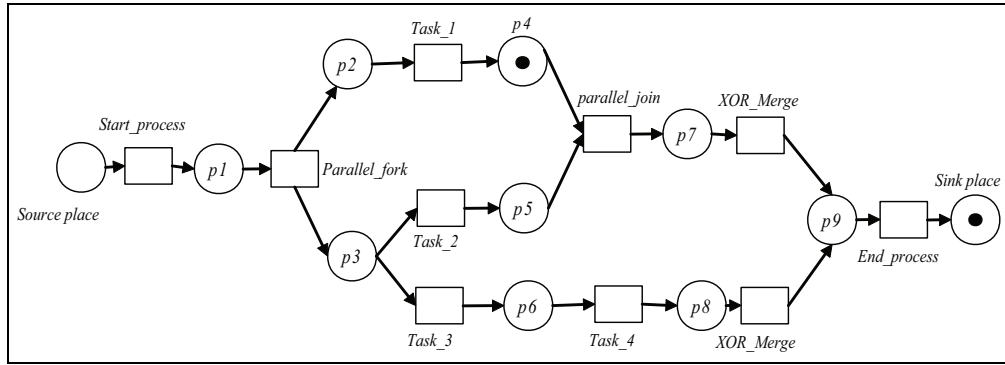 Task_1
p4
p2
parallel_join
XOR_Merge
Start_process
p7
p1
Parallel_fork
Sink place
Source place
p5
p9
Task_2
p3
End_process
p6
p8
Task_3
Task_4
XOR_Merge